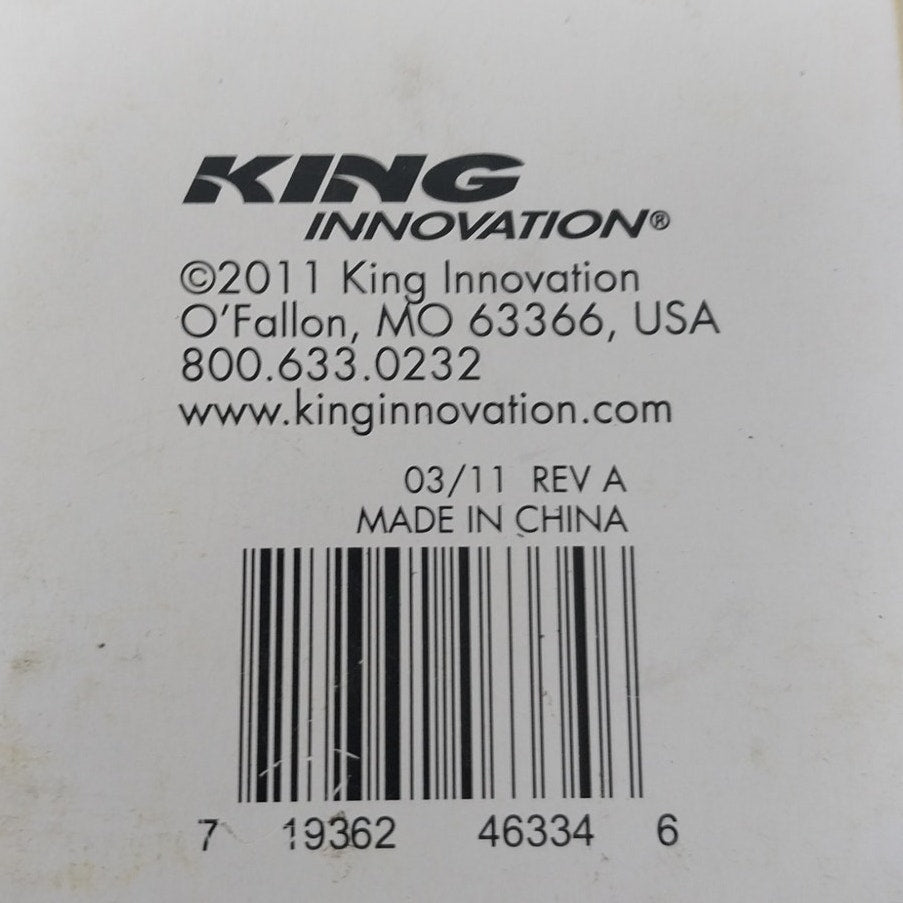 KING
INNOVATION®
©2011 King Innovation
O'Fallon, MO 63366, USA
800.633.0232
www.kinginnovation.com
03/11 REV A
MADE IN CHINA
7 19362 46334 6